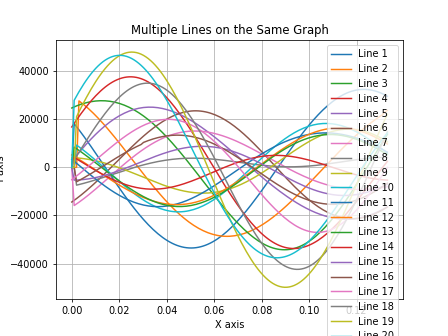 Multiple Lines on the Same Graph
40000
20000
0
−20000
−40000
0.00
0.02
0.04
0.06
0.08
0.10
X axis
axis
Line 1
Line 2
Line 3
Line 4
Line 5
Line 6
Line 7
Line 8
Line 9
Line 10
Line 11
Line 12
Line 13
Line 14
Line 15
Line 16
Line 17
Line 18
Line 19
Line 20